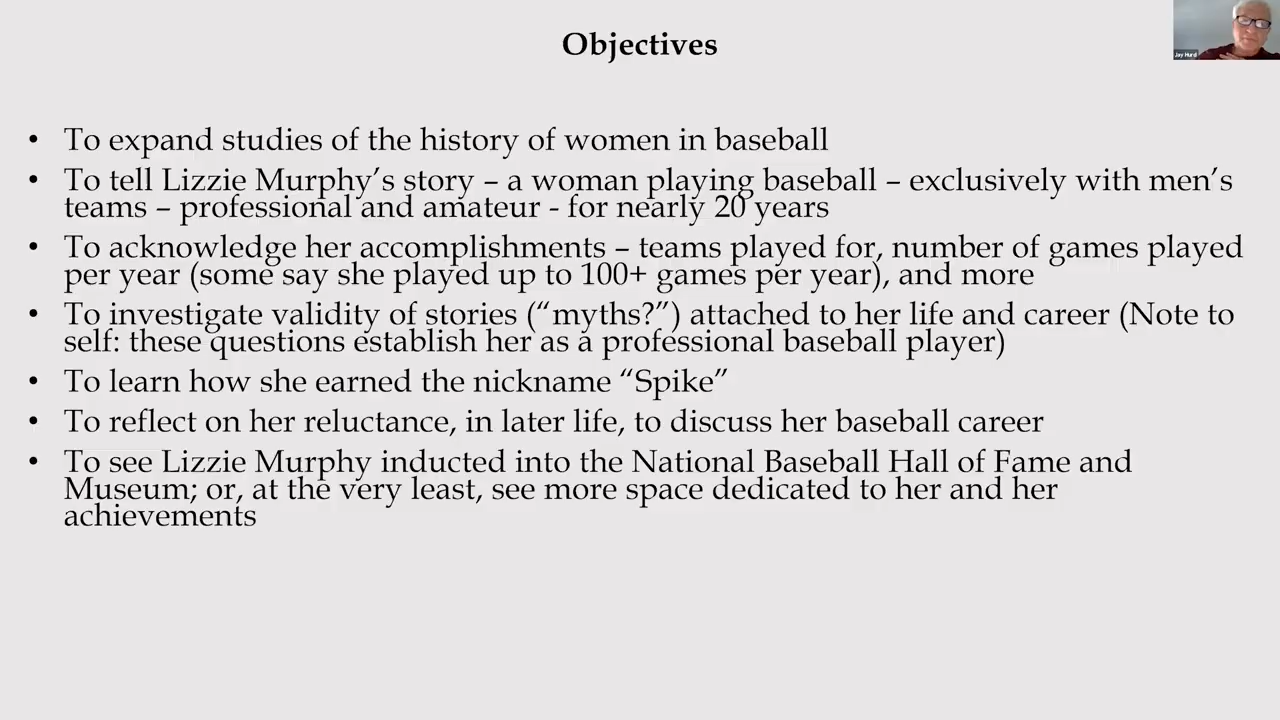 Objectives
Jay Hurd
• To expand studies of the history of women in baseball
• To tell Lizzie Murphy’s story – a woman playing baseball – exclusively with men’s
teams – professional and amateur - for nearly 20 years
• To acknowledge her accomplishments – teams played for, number of games played
per year (some say she played up to 100+ games per year), and more
• To investigate validity of stories (“myths?”) attached to her life and career (Note to
self: these questions establish her as a professional baseball player)
• To learn how she earned the nickname “Spike”
• To reflect on her reluctance, in later life, to discuss her baseball career
• To see Lizzie Murphy inducted into the National Baseball Hall of Fame and
Museum; or, at the very least, see more space dedicated to her and her
achievements